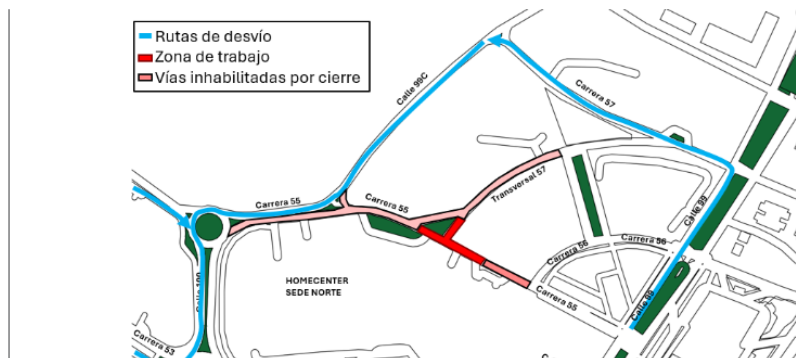 Rutas de desvío
Zona de trabajo
Vías inhabilitadas por cierre
Calle 99C
Carrera 57
Carrera 55
Carrera 55
Transversal 57
Calle 99
Carrera 56
Carrera 56
HOMECENTER
SEDE NORTE
Calle 100
Carrera 55
Calle 99
Carrera 53